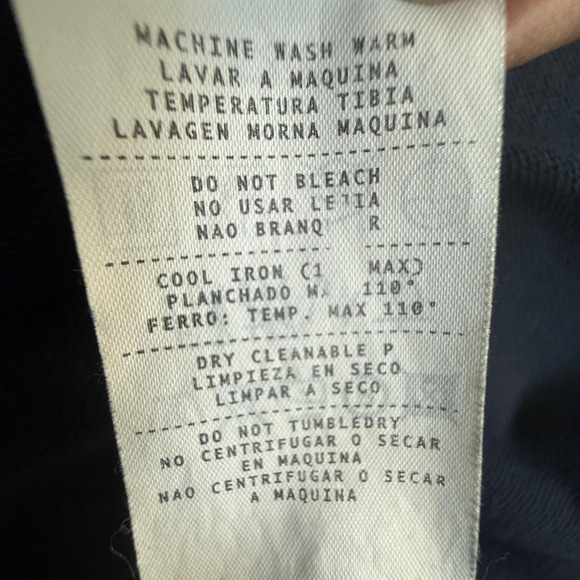 MACHINE WASH WARM
LAVAR A MAQUINA
TEMPERATURA TIBIA
LAVAGEN MORNA MAQUINA
DO NOT BLEACH
NO USAR
NAO
COOL IRON MAX)
PLANCHADO 110°
FERRO: TEMP. MAX 110°
DRY CLEANABLE P
LIMPIEZA EN SECO
LIMPAR A SECO
DO NOT TUMBLEDRY
NO CENTRIFUGAR O SECAR
EN MAQUINA
NAO CENTRIFUGAR O SECAR
A MAQUINA